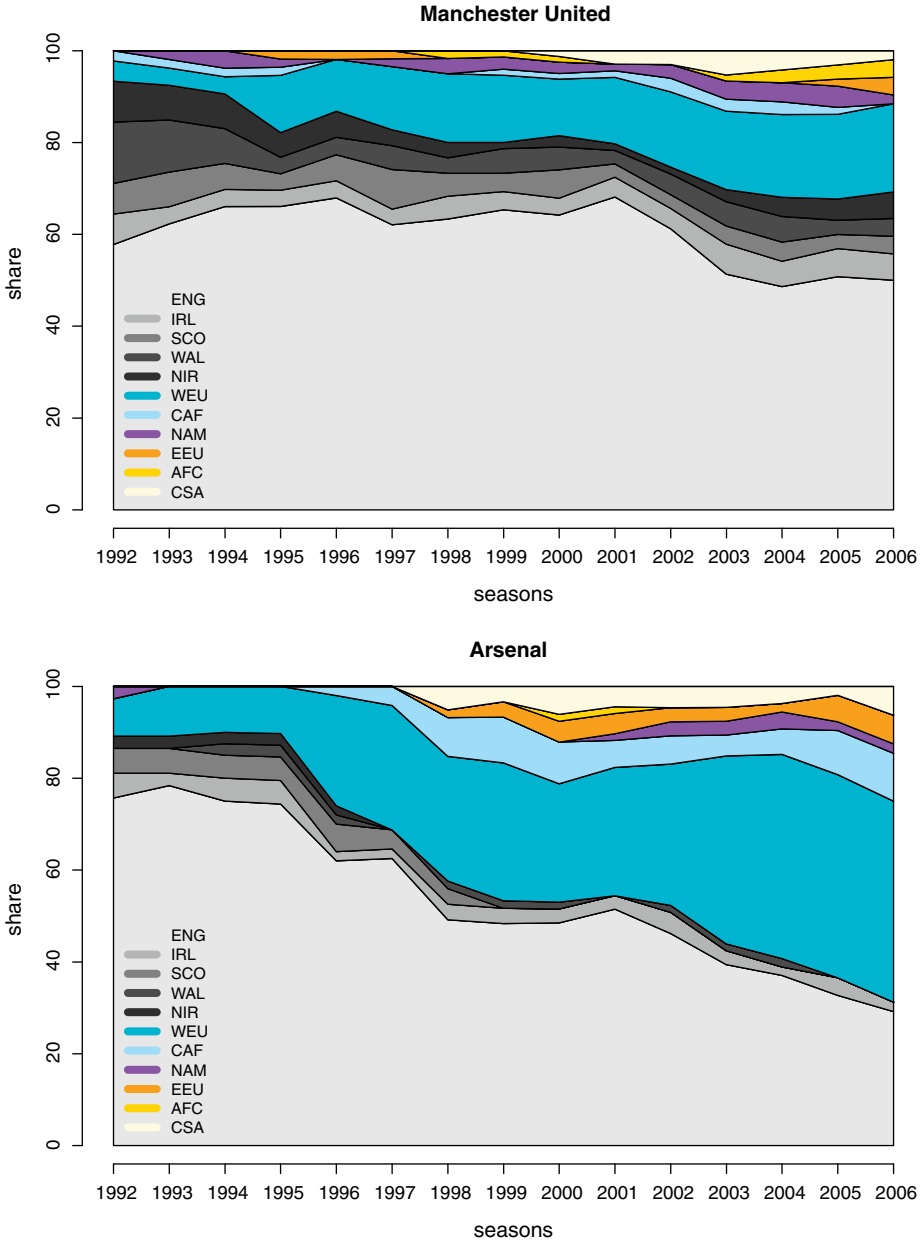 Manchester United
share
100
80
60
40
20
0
ENG
IRL
SCO
WAL
NIR
WEU
CAF
NAM
EEU
AFC
CSA
1992 1993 1994 1995 1996 1997 1998 1999 2000 2001 2002 2003 2004 2005 2006
seasons
Arsenal
share
100
80
60
40
20
0
ENG
IRL
SCO
WAL
NIR
WEU
CAF
NAM
EEU
AFC
CSA
1992 1993 1994 1995 1996 1997 1998 1999 2000 2001 2002 2003 2004 2005 2006
seasons